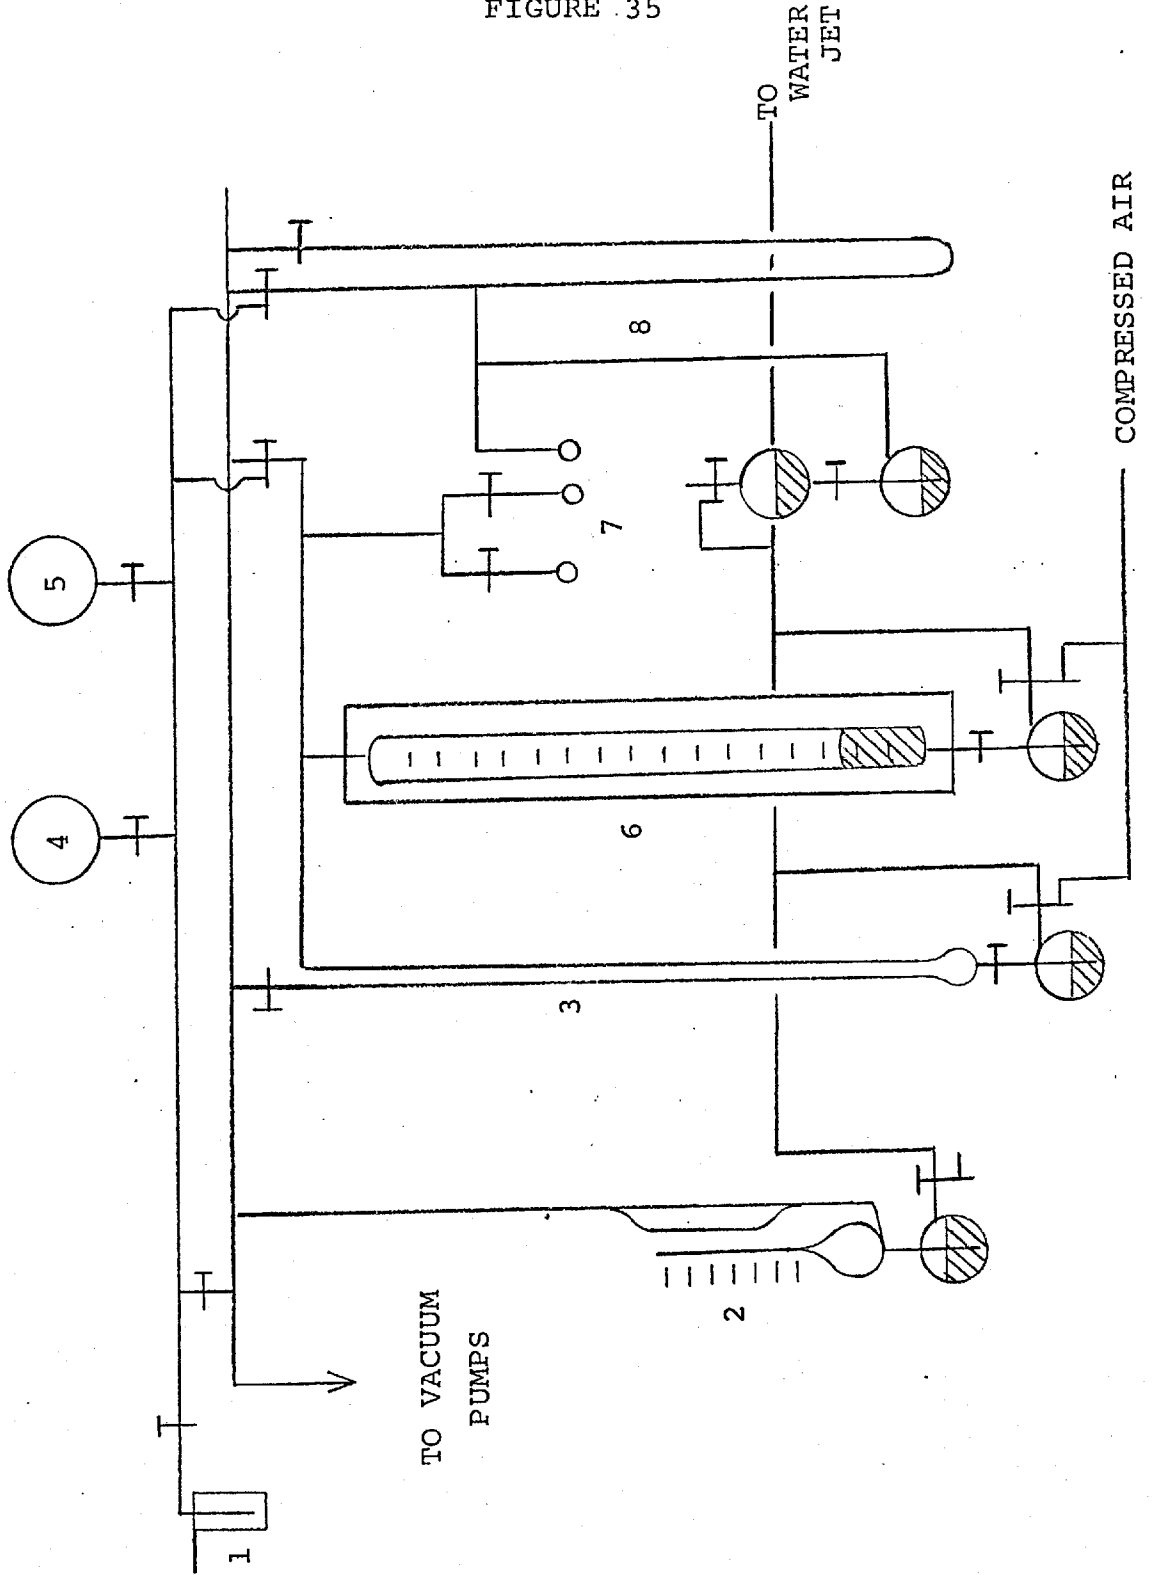 FIGURE 35
TO
WATER
JET
COMPRESSED AIR
5
4
8
7
6
3
2
TO VACUUM
PUMPS
1